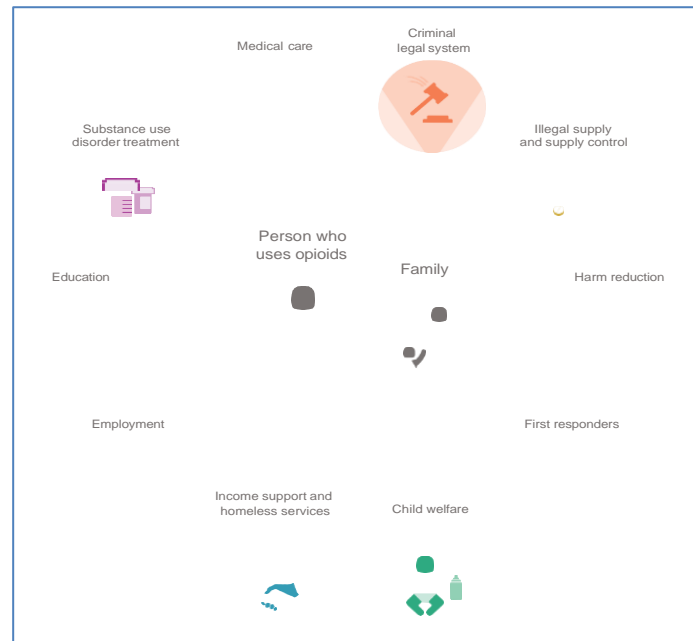 Criminal
legal system
Medical care
Substance use
disorder treatment
Illegal supply
and supply control
Person who
uses opioids
Family
Education
Harm reduction
Employment
First responders
Income support and
homeless services
Child welfare